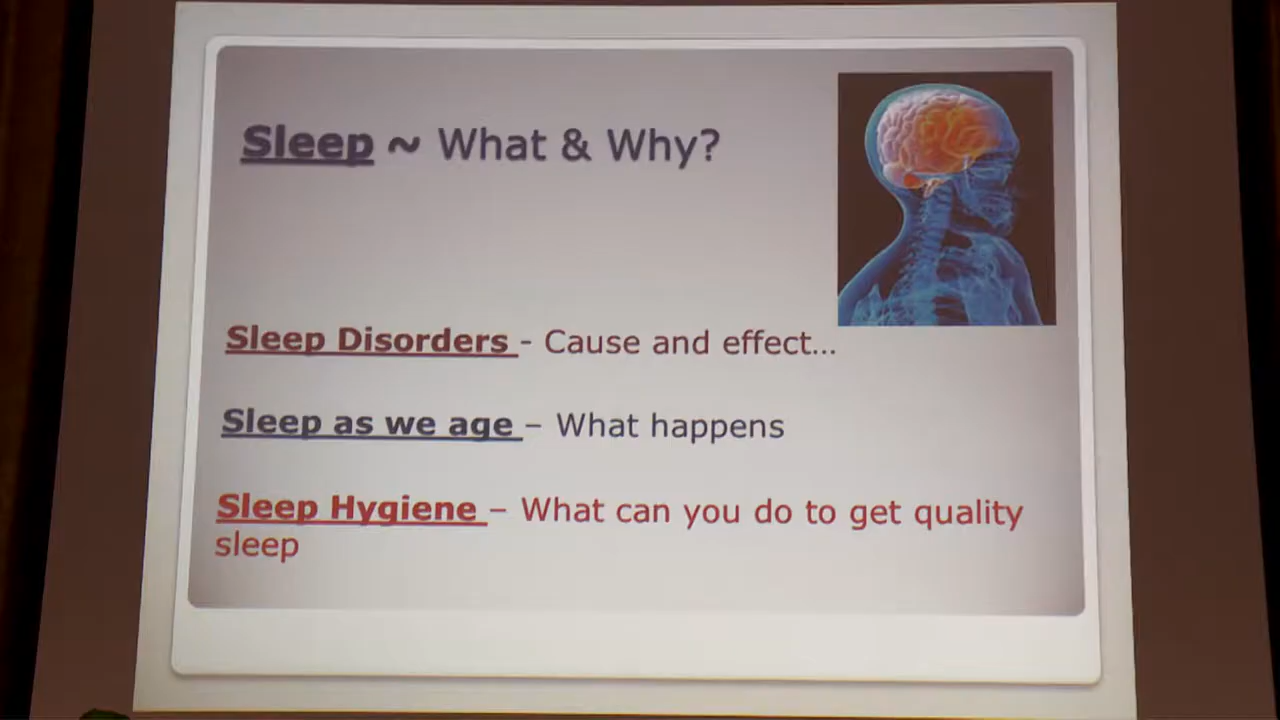 Sleep ~ What & Why?
Sleep Disorders - Cause and effect...
Sleep as we age – What happens
Sleep Hygiene – What can you do to get quality
sleep